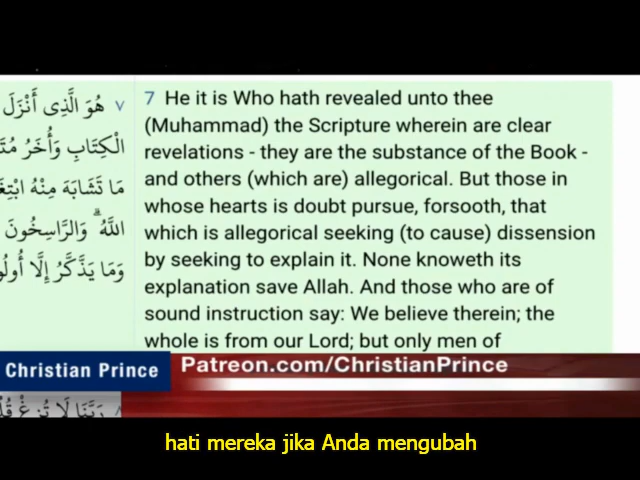 ٧ هُوَ الَّذِي أَنْزَلَ
الْكِتَابِ وَأُخَرُ
مَا تَشَابَهَ مِنْهُ
اللَّهُ ۗ وَالرَّاسِخُونَ
وَمَا يَذَّكَّرُ إِلَّا
7 He it is Who hath revealed unto thee
(Muhammad) the Scripture wherein are clear
revelations - they are the substance of the Book -
and others (which are) allegorical. But those in
whose hearts is doubt pursue, forsooth, that
which is allegorical seeking (to cause) dissension
by seeking to explain it. None knoweth its
explanation save Allah. And those who are of
sound instruction say: We believe therein; the
whole is from our Lord; but only men of
Christian Prince
Patreon.com/ChristianPrince
رَبَّنَا لَا تُزِغْ
hati mereka jika Anda mengubah